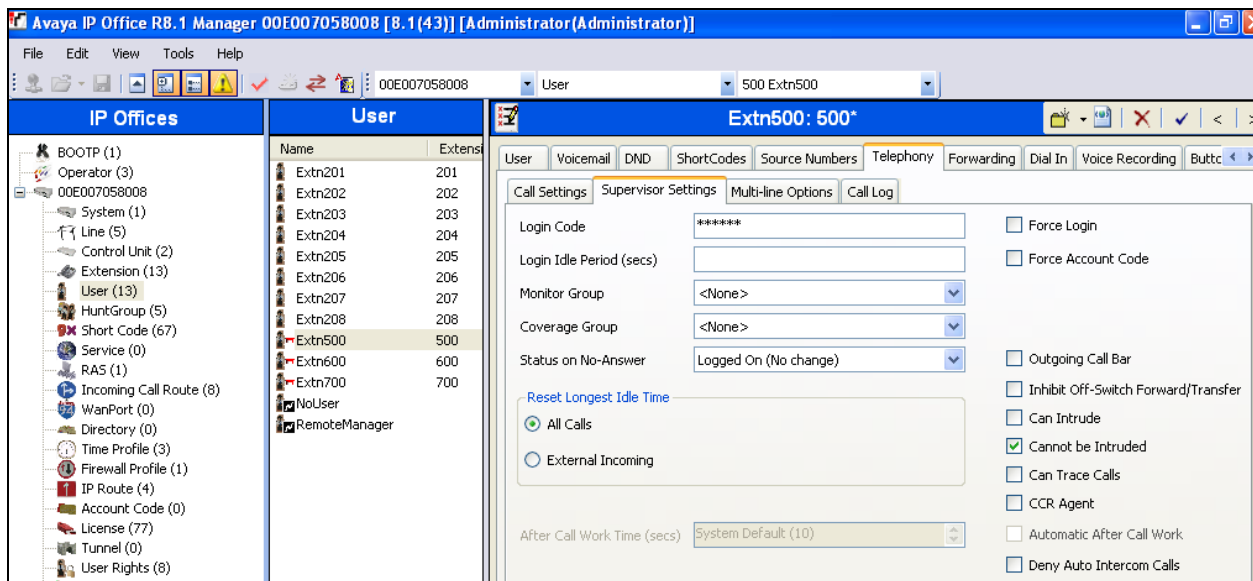 Avaya IP Office R8.1 Manager 00E007058008 [8.1(43)] [Administrator(Administrator)]
File Edit View Tools Help
00E007058008 User 500 Extn500
IP Offices
BOOTP (1)
Operator (3)
00E007058008
System (1)
Line (5)
Control Unit (2)
Extension (13)
User (13)
HuntGroup (5)
Short Code (67)
Service (0)
RAS (1)
Incoming Call Route (8)
WanPort (0)
Directory (0)
Time Profile (3)
Firewall Profile (1)
IP Route (4)
Account Code (0)
License (77)
Tunnel (0)
User Rights (8)
User
Name Extensi
Extn201 201
Extn202 202
Extn203 203
Extn204 204
Extn205 205
Extn206 206
Extn207 207
Extn208 208
Extn500 500
Extn600 600
Extn700 700
NoUser
RemoteManager
Extn500: 500*
User Voicemail DND ShortCodes Source Numbers Telephony Forwarding Dial In Voice Recording Buttc
Call Settings Supervisor Settings Multi-line Options Call Log
Login Code ******
Login Idle Period (secs)
Monitor Group <None>
Coverage Group <None>
Status on No-Answer Logged On (No change)
Reset Longest Idle Time
All Calls
External Incoming
After Call Work Time (secs) System Default (10)
Force Login
Force Account Code
Outgoing Call Bar
Inhibit Off-Switch Forward/Transfer
Can Intrude
Cannot be Intruded
Can Trace Calls
CCR Agent
Automatic After Call Work
Deny Auto Intercom Calls